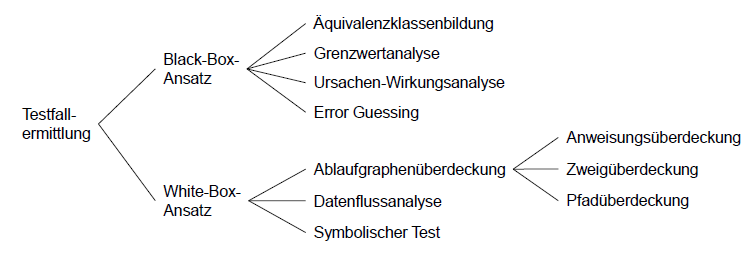 Testfall-
ermittlung
Black-Box-
Ansatz
Äquivalenzklassenbildung
Grenzwertanalyse
Ursachen-Wirkungsanalyse
Error Guessing
White-Box-
Ansatz
Ablaufgraphenüberdeckung
Anweisungsüberdeckung
Zweigüberdeckung
Pfadüberdeckung
Datenflussanalyse
Symbolischer Test